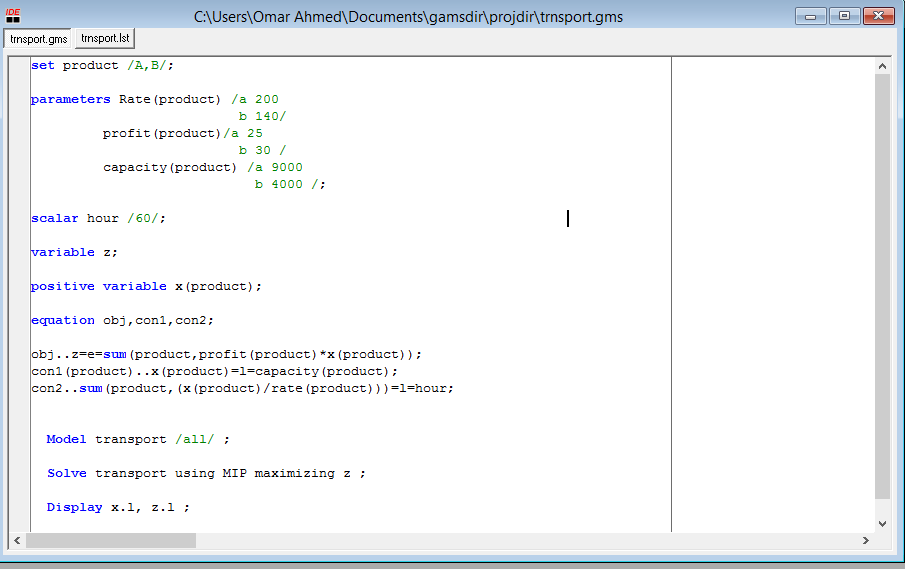 IDE
C:\Users\Omar Ahmed\Documents\gamsdir\projdir\trnsport.gms
trnsport.gms trnsport.lst
set product /A,B/;
parameters Rate(product) /a 200
b 140/
profit(product)/a 25
b 30 /
capacity(product) /a 9000
b 4000 /;
scalar hour /60/;
variable z;
positive variable x(product);
equation obj,con1,con2;
obj..z=e=sum(product,profit(product)*x(product));
con1(product)..x(product)=l=capacity(product);
con2..sum(product,(x(product)/rate(product)))=l=hour;
Model transport /all/ ;
Solve transport using MIP maximizing z ;
Display x.l, z.l ;